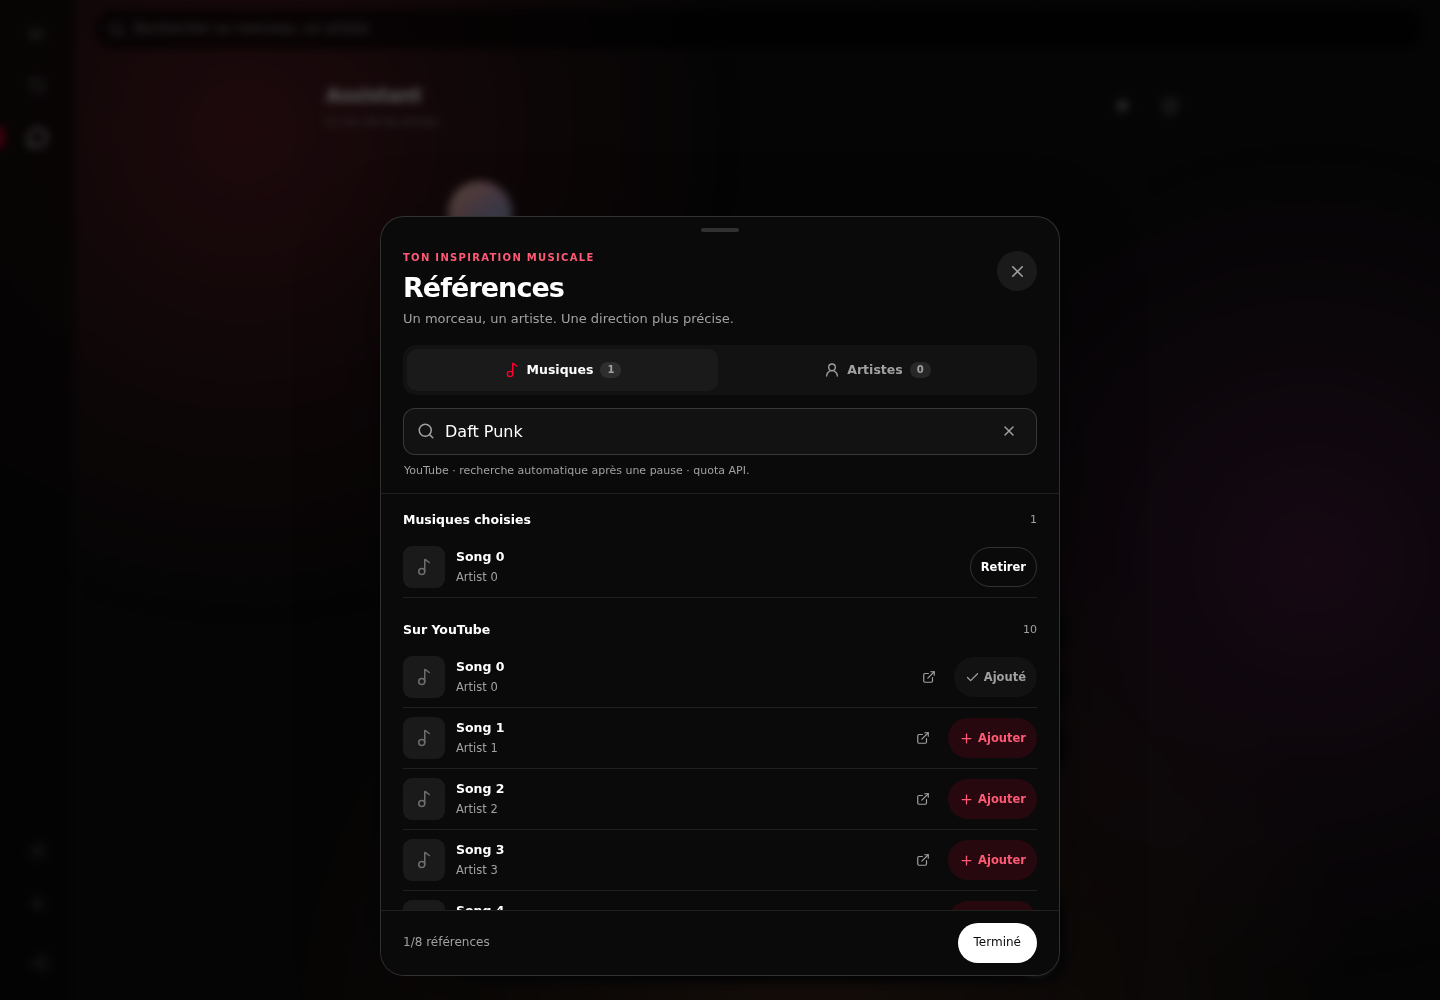 Assistant
TON INSPIRATION MUSICALE
Références
Un morceau, un artiste. Une direction plus précise.
Musiques 1
Artistes 0
Daft Punk
YouTube · recherche automatique après une pause · quota API.
Musiques choisies 1
Song 0
Artist 0
Retirer
Sur YouTube 10
Song 0
Artist 0
Ajouté
Song 1
Artist 1
Ajouter
Song 2
Artist 2
Ajouter
Song 3
Artist 3
Ajouter
Song 4
1/8 références
Terminé